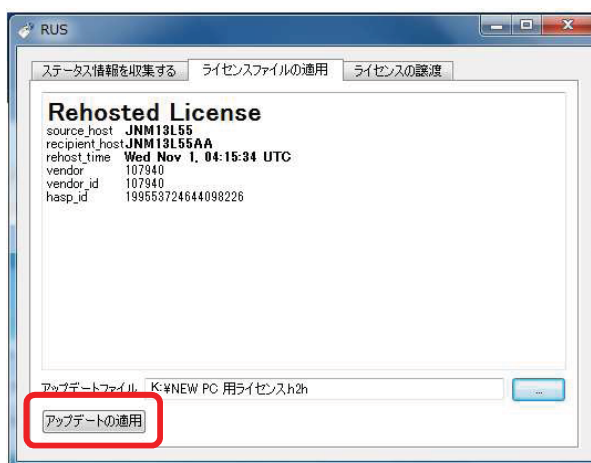 RUS
ステータス情報を収集する ライセンスファイルの適用 ライセンスの譲渡
Rehosted License
source_host JNM13L55
recipient_host JNM13L55AA
rehost_time Wed Nov 1, 04:15:34 UTC
vendor 107940
vendor_id 107940
hasp_id 199553724644098226
アップデートファイル K:¥NEW PC 用ライセンス.h2h ...
アップデートの適用